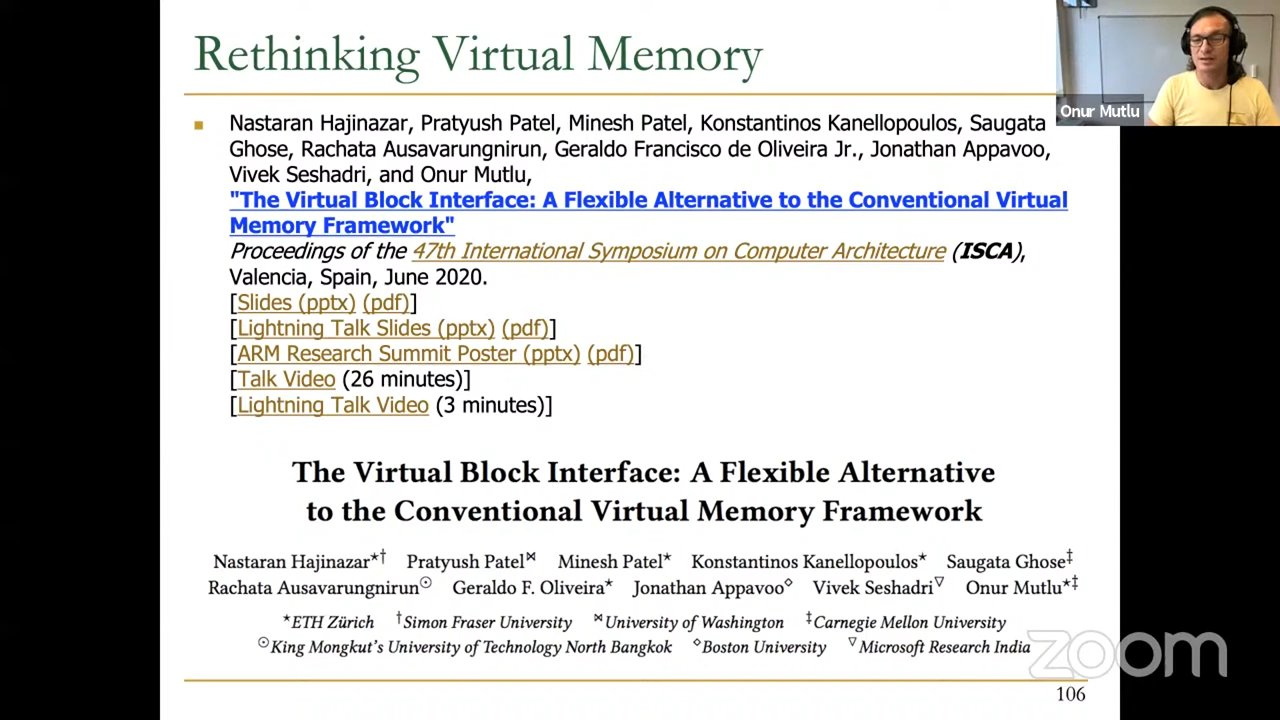 Rethinking Virtual Memory
Onur Mutlu
Nastaran Hajinazar, Pratyush Patel, Minesh Patel, Konstantinos Kanellopoulos, Saugata
Ghose, Rachata Ausavarungnirun, Geraldo Francisco de Oliveira Jr., Jonathan Appavoo,
Vivek Seshadri, and Onur Mutlu,
"The Virtual Block Interface: A Flexible Alternative to the Conventional Virtual
Memory Framework"
Proceedings of the 47th International Symposium on Computer Architecture (ISCA),
Valencia, Spain, June 2020.
[Slides (pptx) (pdf)]
[Lightning Talk Slides (pptx) (pdf)]
[ARM Research Summit Poster (pptx) (pdf)]
[Talk Video (26 minutes)]
[Lightning Talk Video (3 minutes)]
The Virtual Block Interface: A Flexible Alternative
to the Conventional Virtual Memory Framework
Nastaran Hajinazar⋆† Pratyush Patel⋈ Minesh Patel⋆ Konstantinos Kanellopoulos⋆ Saugata Ghose‡
Rachata Ausavarungnirun⊙ Geraldo F. Oliveira⋆ Jonathan Appavoo⋄ Vivek Seshadri▽ Onur Mutlu⋆‡
⋆ETH Zürich †Simon Fraser University ⋈University of Washington ‡Carnegie Mellon University
⊙King Mongkut's University of Technology North Bangkok ⋄Boston University ▽Microsoft Research India
zoom
106